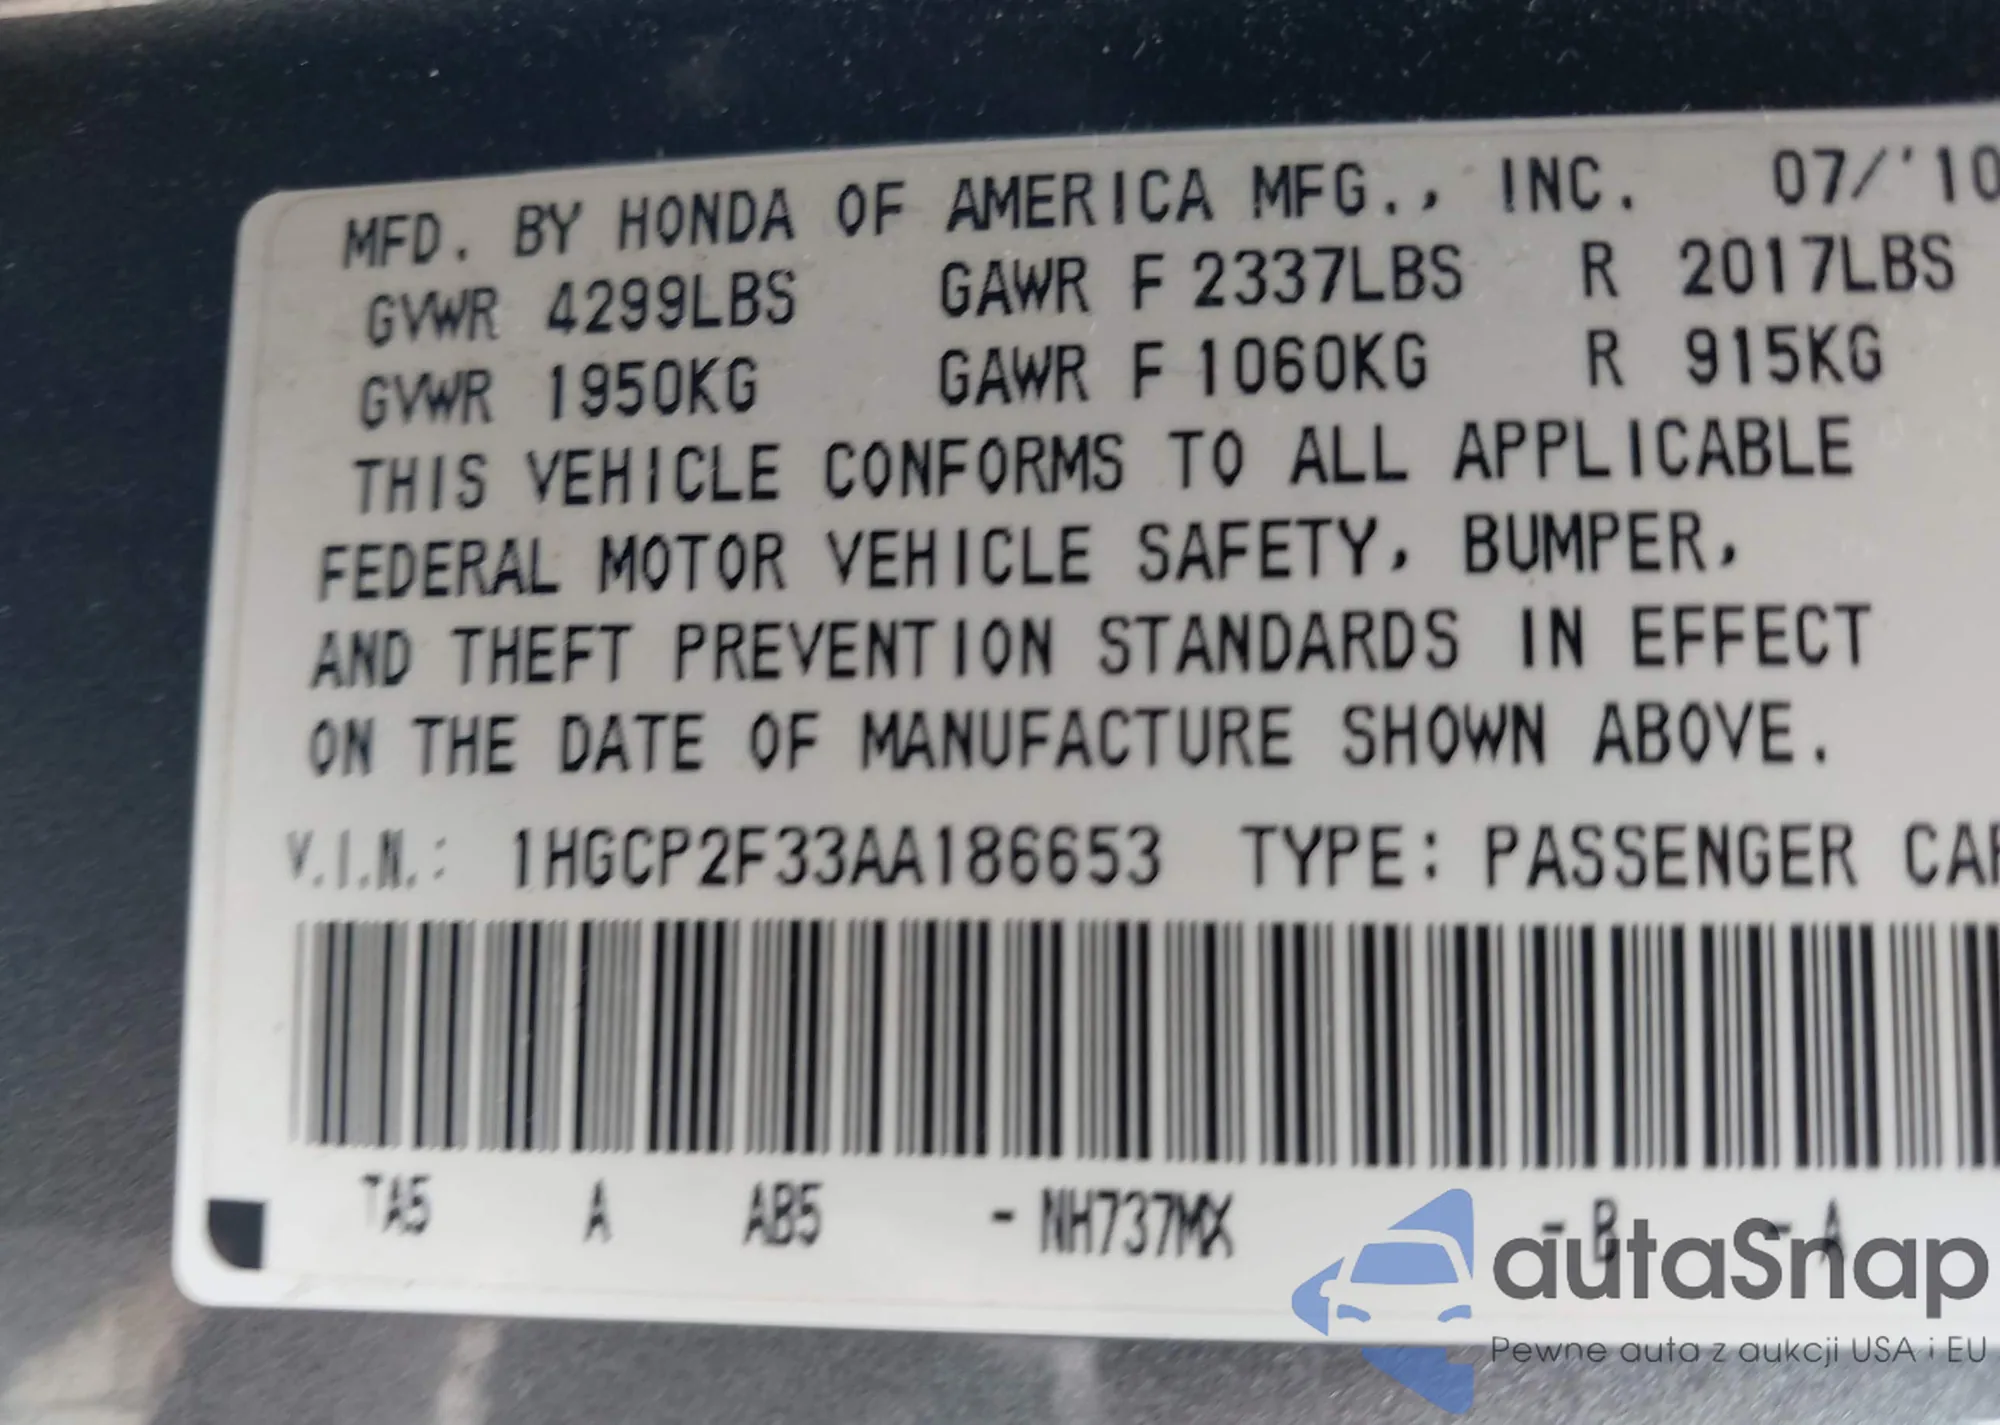 MFD. BY HONDA OF AMERICA MFG., INC. 07/'10
GVWR 4299LBS GAWR F 2337LBS R 2017LBS
GVWR 1950KG GAWR F 1060KG R 915KG
THIS VEHICLE CONFORMS TO ALL APPLICABLE
FEDERAL MOTOR VEHICLE SAFETY, BUMPER,
AND THEFT PREVENTION STANDARDS IN EFFECT
ON THE DATE OF MANUFACTURE SHOWN ABOVE.
V.I.N.: 1HGCP2F33AA186653 TYPE: PASSENGER CAR
TA5 A AB5 - NH737MX - B - A
autaSnap
Pewne auta z aukcji USA i EU